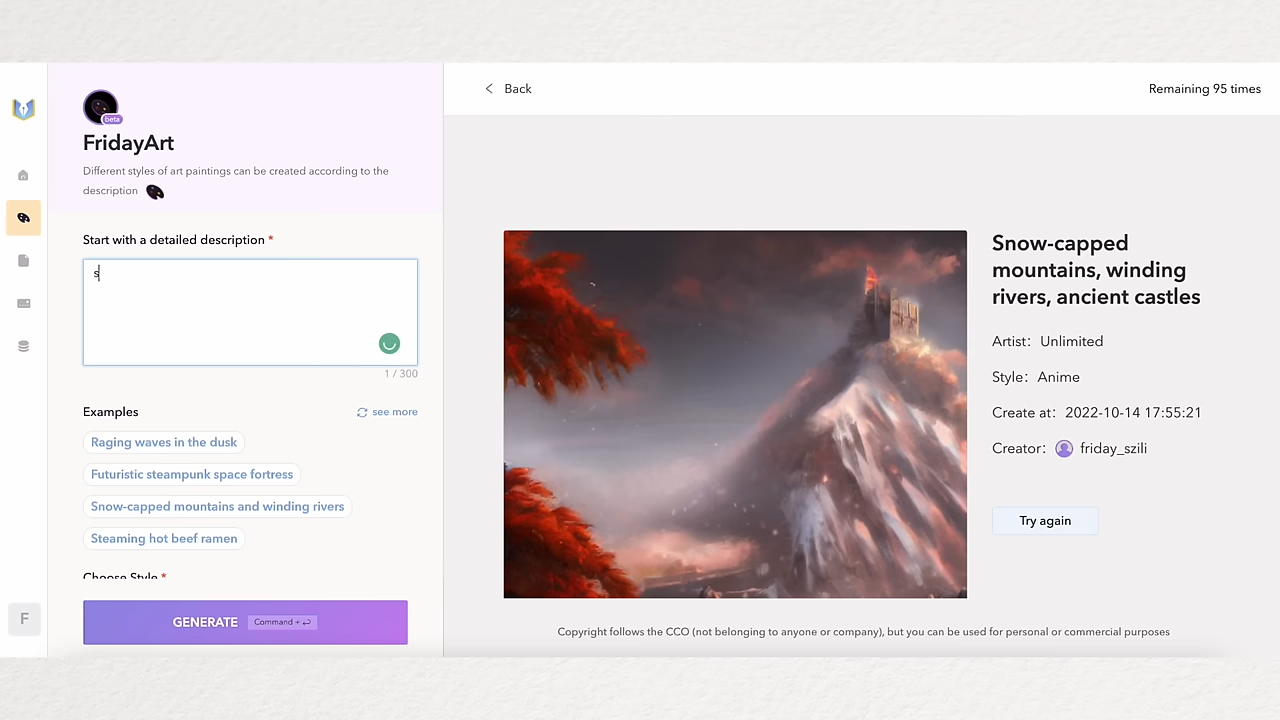 beta
FridayArt
Different styles of art paintings can be created according to the
description
Start with a detailed description *
s
1 / 300
Examples
see more
Raging waves in the dusk
Futuristic steampunk space fortress
Snow-capped mountains and winding rivers
Steaming hot beef ramen
Choose Style *
GENERATE Command +
F
Back
Remaining 95 times
Snow-capped
mountains, winding
rivers, ancient castles
Artist: Unlimited
Style: Anime
Create at: 2022-10-14 17:55:21
Creator: friday_szili
Try again
Copyright follows the CCO (not belonging to anyone or company), but you can be used for personal or commercial purposes